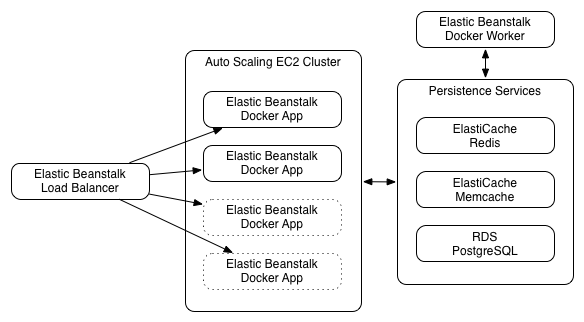 Elastic Beanstalk
Docker Worker
Auto Scaling EC2 Cluster
Persistence Services
Elastic Beanstalk
Docker App
ElastiCache
Redis
Elastic Beanstalk
Docker App
Elastic Beanstalk
Load Balancer
ElastiCache
Memcache
Elastic Beanstalk
Docker App
RDS
PostgreSQL
Elastic Beanstalk
Docker App